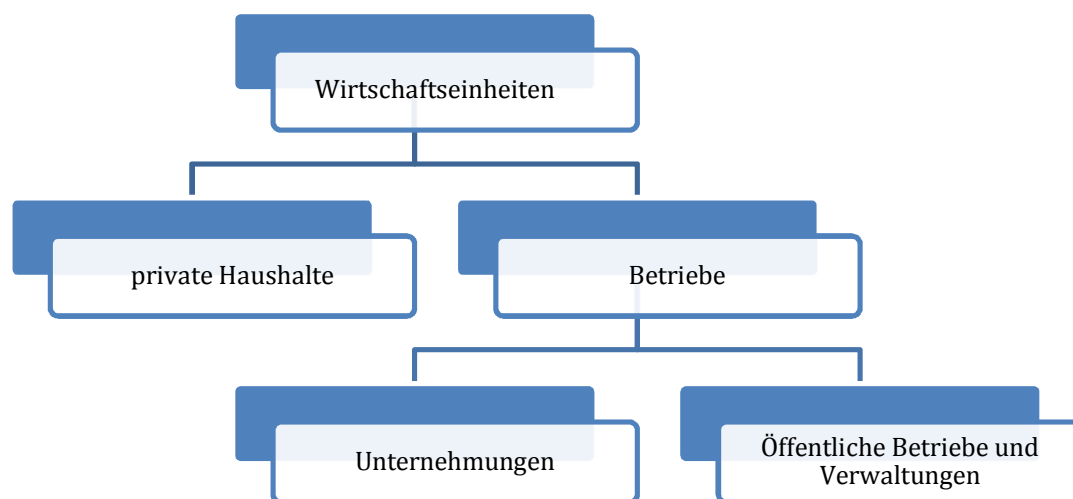 Wirtschaftseinheiten
private Haushalte
Betriebe
Unternehmungen
Öffentliche Betriebe und
Verwaltungen